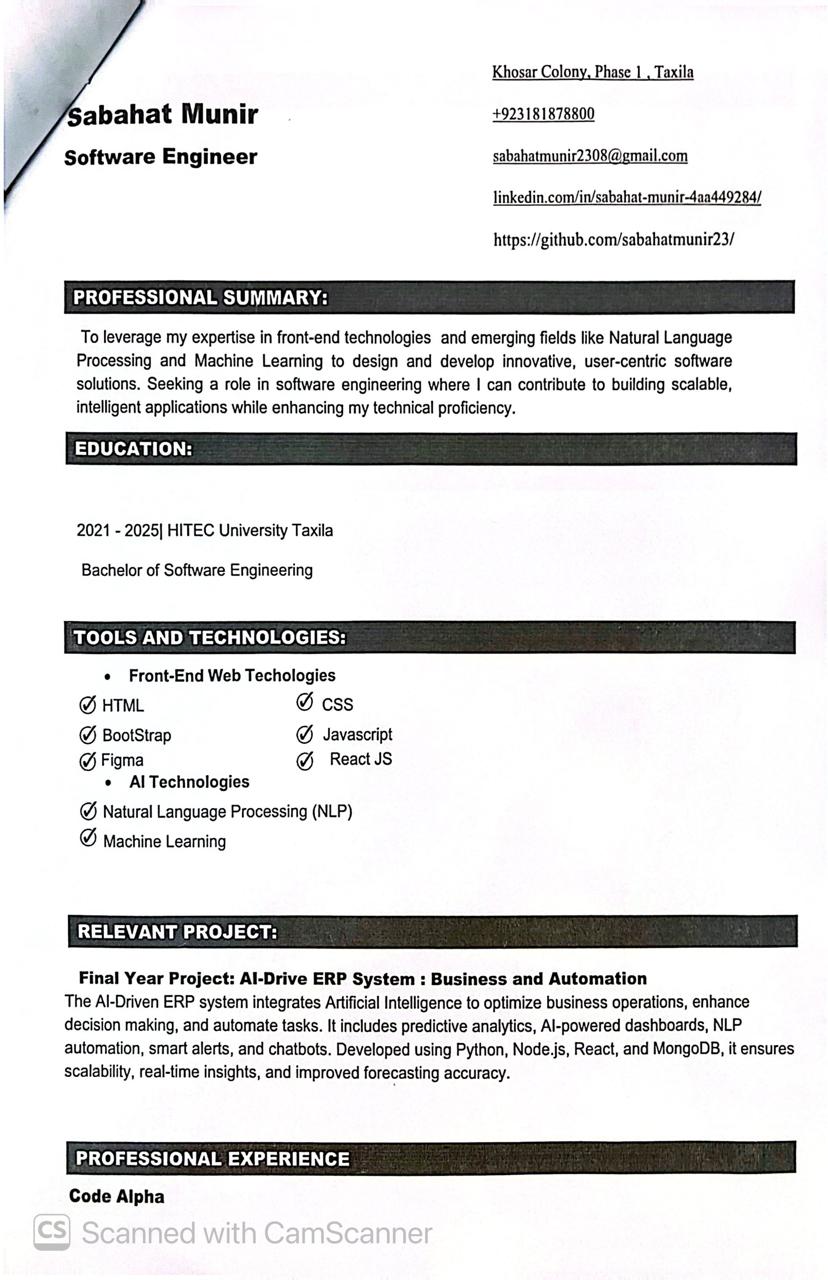 Sabahat Munir
Software Engineer
Khosar Colony, Phase 1 , Taxila
+923181878800
sabahatmunir2308@gmail.com
linkedin.com/in/sabahat-munir-4aa449284/
https://github.com/sabahatmunir23/
PROFESSIONAL SUMMARY:
To leverage my expertise in front-end technologies and emerging fields like Natural Language
Processing and Machine Learning to design and develop innovative, user-centric software
solutions. Seeking a role in software engineering where I can contribute to building scalable,
intelligent applications while enhancing my technical proficiency.
EDUCATION:
2021 - 2025| HITEC University Taxila
Bachelor of Software Engineering
TOOLS AND TECHNOLOGIES:
• Front-End Web Techologies
HTML CSS
BootStrap Javascript
Figma React JS
• AI Technologies
Natural Language Processing (NLP)
Machine Learning
RELEVANT PROJECT:
Final Year Project: AI-Drive ERP System : Business and Automation
The AI-Driven ERP system integrates Artificial Intelligence to optimize business operations, enhance
decision making, and automate tasks. It includes predictive analytics, AI-powered dashboards, NLP
automation, smart alerts, and chatbots. Developed using Python, Node.js, React, and MongoDB, it ensures
scalability, real-time insights, and improved forecasting accuracy.
PROFESSIONAL EXPERIENCE
Code Alpha
CS Scanned with CamScanner